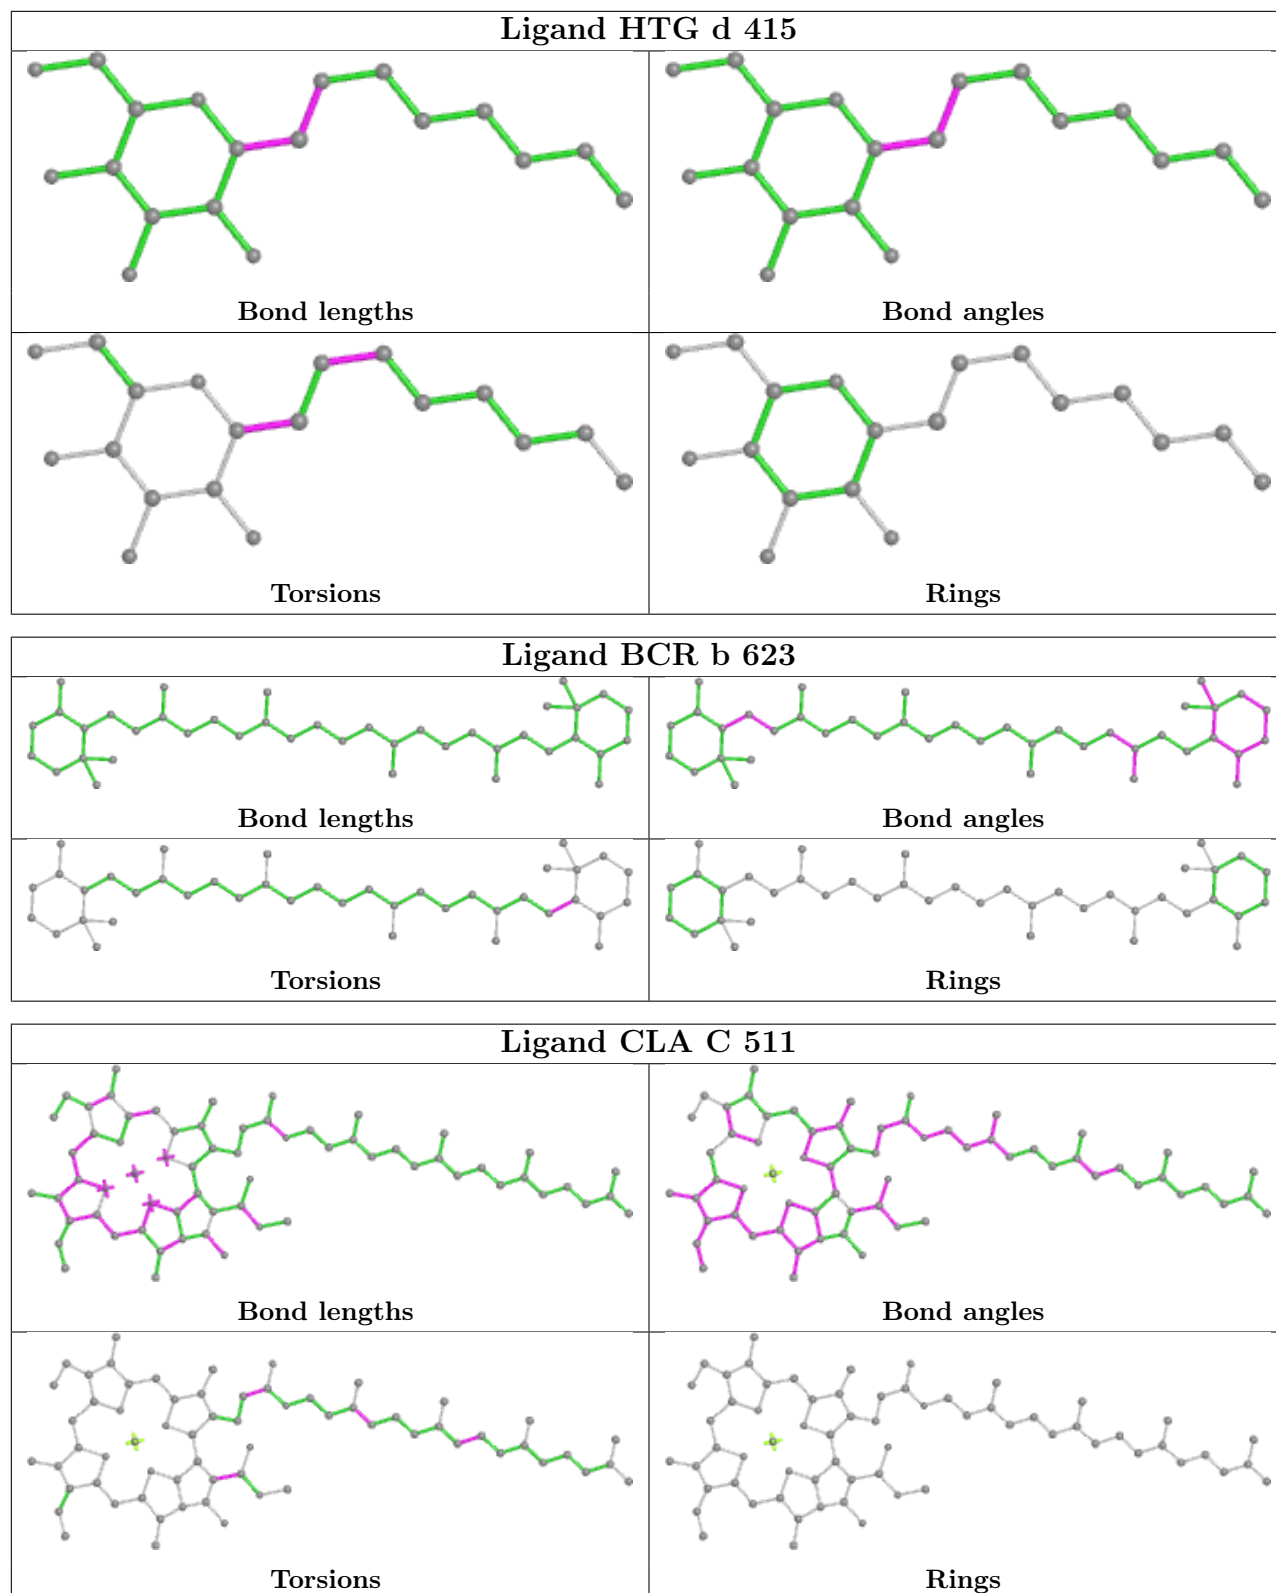 Ligand HTG d 415
Bond lengths
Bond angles
Torsions
Rings
Ligand BCR b 623
Bond lengths
Bond angles
Torsions
Rings
Ligand CLA C 511
Bond lengths
Bond angles
Torsions
Rings